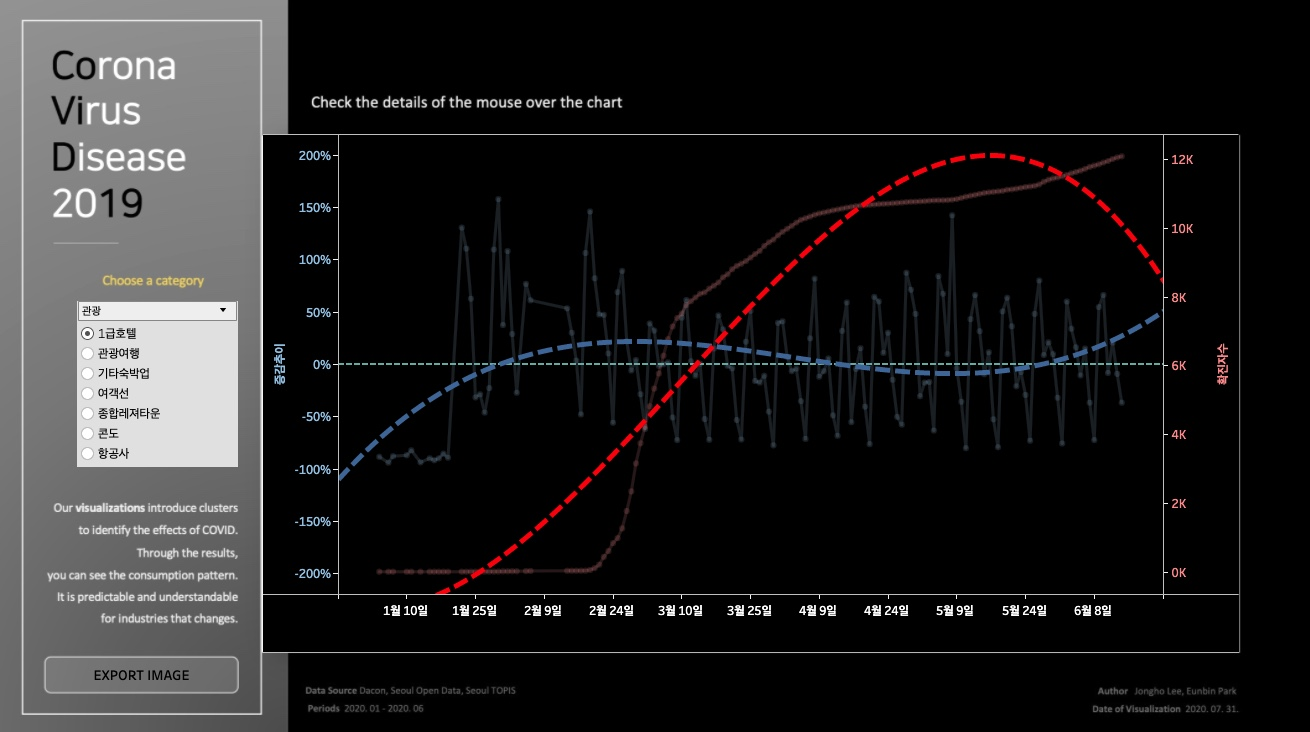 Corona
Virus
Disease
2019
Choose a category
관광
1급호텔
관광여행
기타숙박업
여객선
종합레져타운
콘도
항공사
Our visualizations introduce clusters
to identify the effects of COVID.
Through the results,
you can see the consumption pattern.
It is predictable and understandable
for industries that changes.
EXPORT IMAGE
Check the details of the mouse over the chart
200%
150%
100%
50%
0%
-50%
-100%
-150%
-200%
증감추이
12K
10K
8K
6K
4K
2K
0K
확진자수
1월 10일 1월 25일 2월 9일 2월 24일 3월 10일 3월 25일 4월 9일 4월 24일 5월 9일 5월 24일 6월 8일
Data Source Dacon, Seoul Open Data, Seoul TOPIS
Periods 2020. 01 - 2020. 06
Author Jongho Lee, Eunbin Park
Date of Visualization 2020. 07. 31.